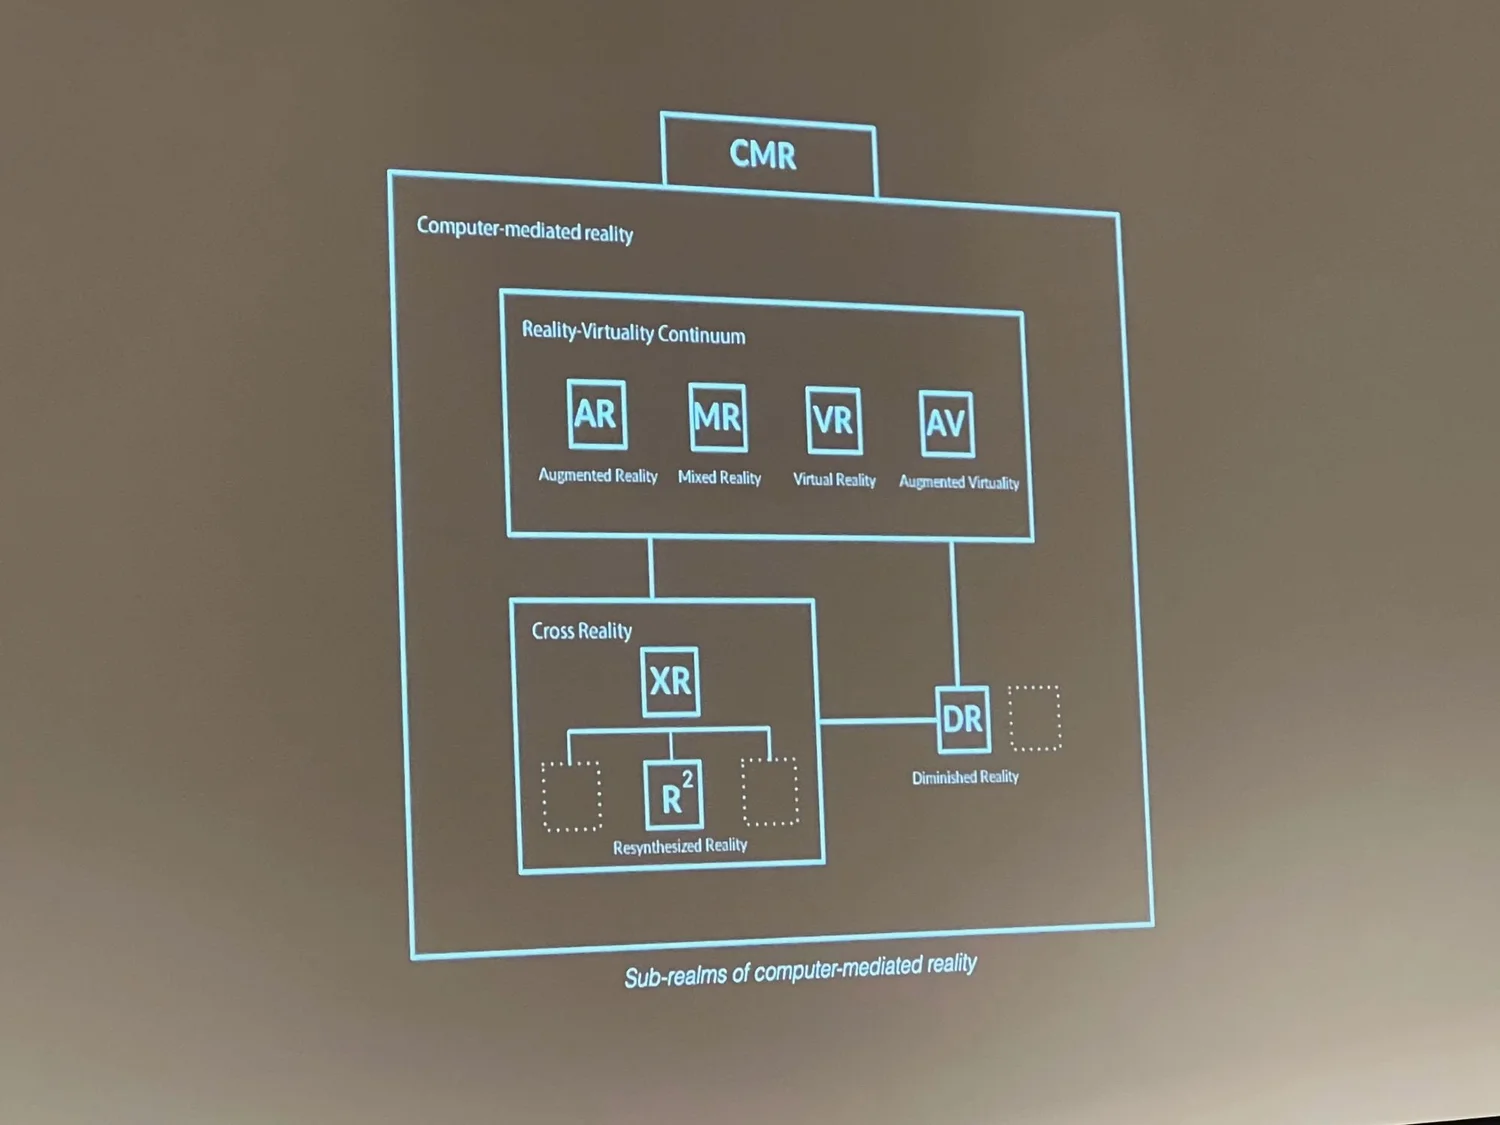 CMR
Computer-mediated reality
Reality-Virtuality Continuum
AR
MR
VR
AV
Augmented Reality
Mixed Reality
Virtual Reality
Augmented Virtuality
Cross Reality
XR
R²
Resynthesized Reality
DR
Diminished Reality
Sub-realms of computer-mediated reality